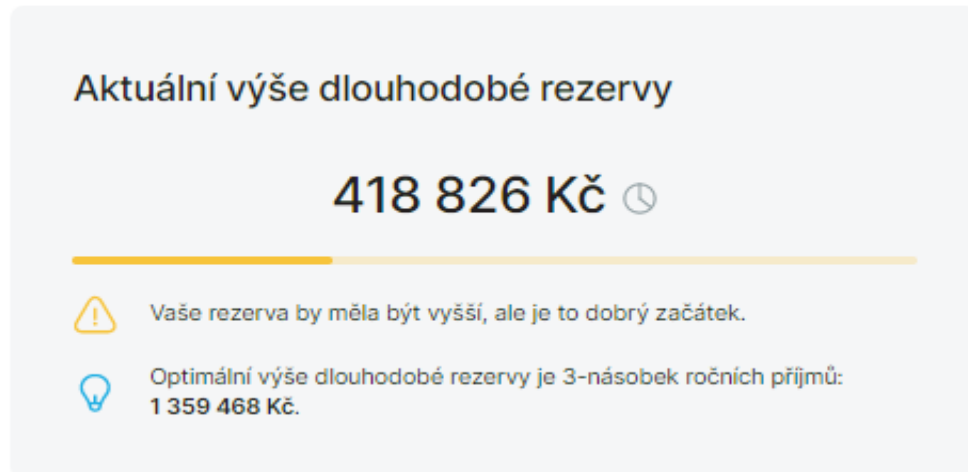 Aktuální výše dlouhodobé rezervy
418 826 Kč
Vaše rezerva by měla být vyšší, ale je to dobrý začátek.
Optimální výše dlouhodobé rezervy je 3-násobek ročních příjmů:
1 359 468 Kč.